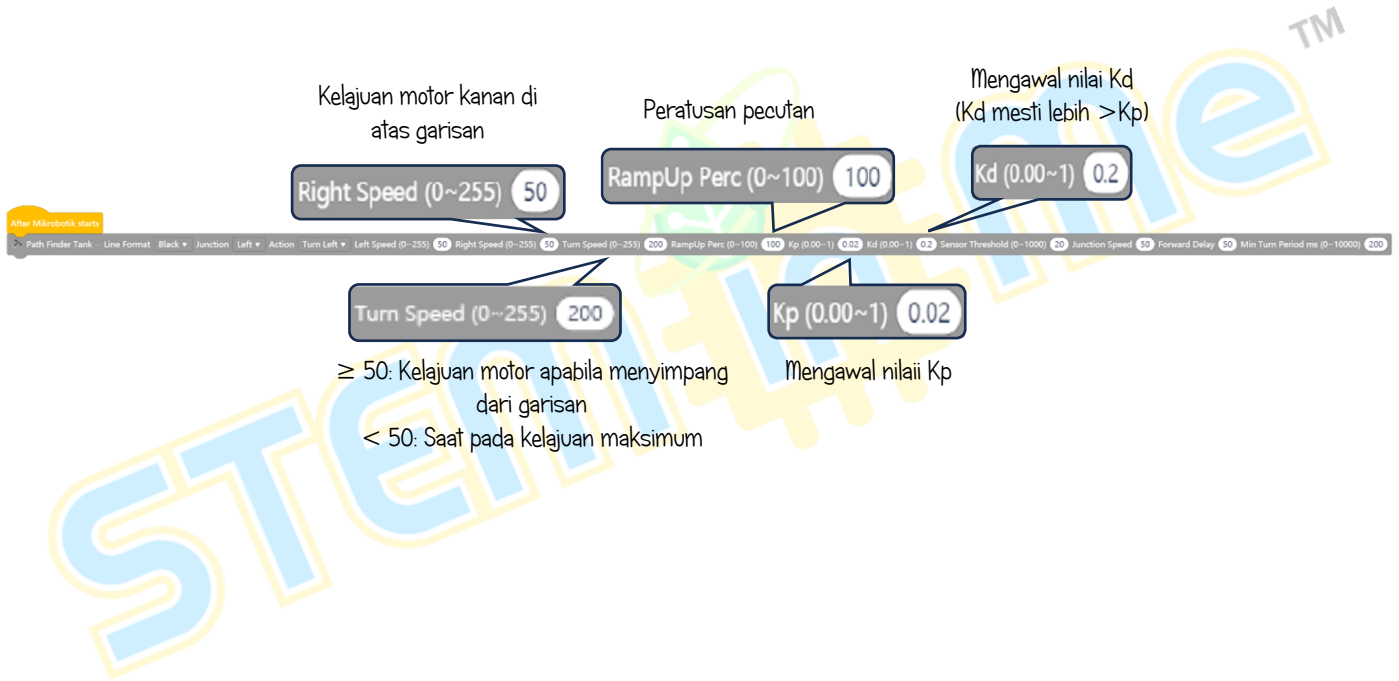 TM
Mengawal nilai Kd
(Kd mesti lebih >Kp)
Kelajuan motor kanan di
atas garisan
Peratusan pecutan
Right Speed (0~255) 50
RampUp Perc (0~100) 100
Kd (0.00~1) 0.2
After Mikrobotik starts
Path Finder Tank -- Line Format Black ▾ Junction Left ▾ Action Turn Left ▾ Left Speed (0~255) 50 Right Speed (0~255) 50 Turn Speed (0~255) 200 RampUp Perc (0~100) 100 Kp (0.00~1) 0.02 Kd (0.00~1) 0.2 Sensor Threshold (0~1000) 20 Junction Speed 50 Forward Delay 50 Min Turn Period ms (0~10000) 200
Turn Speed (0~255) 200
Kp (0.00~1) 0.02
≥ 50: Kelajuan motor apabila menyimpang
dari garisan
< 50: Saat pada kelajuan maksimum
Mengawal nilaii Kp
STEM in me